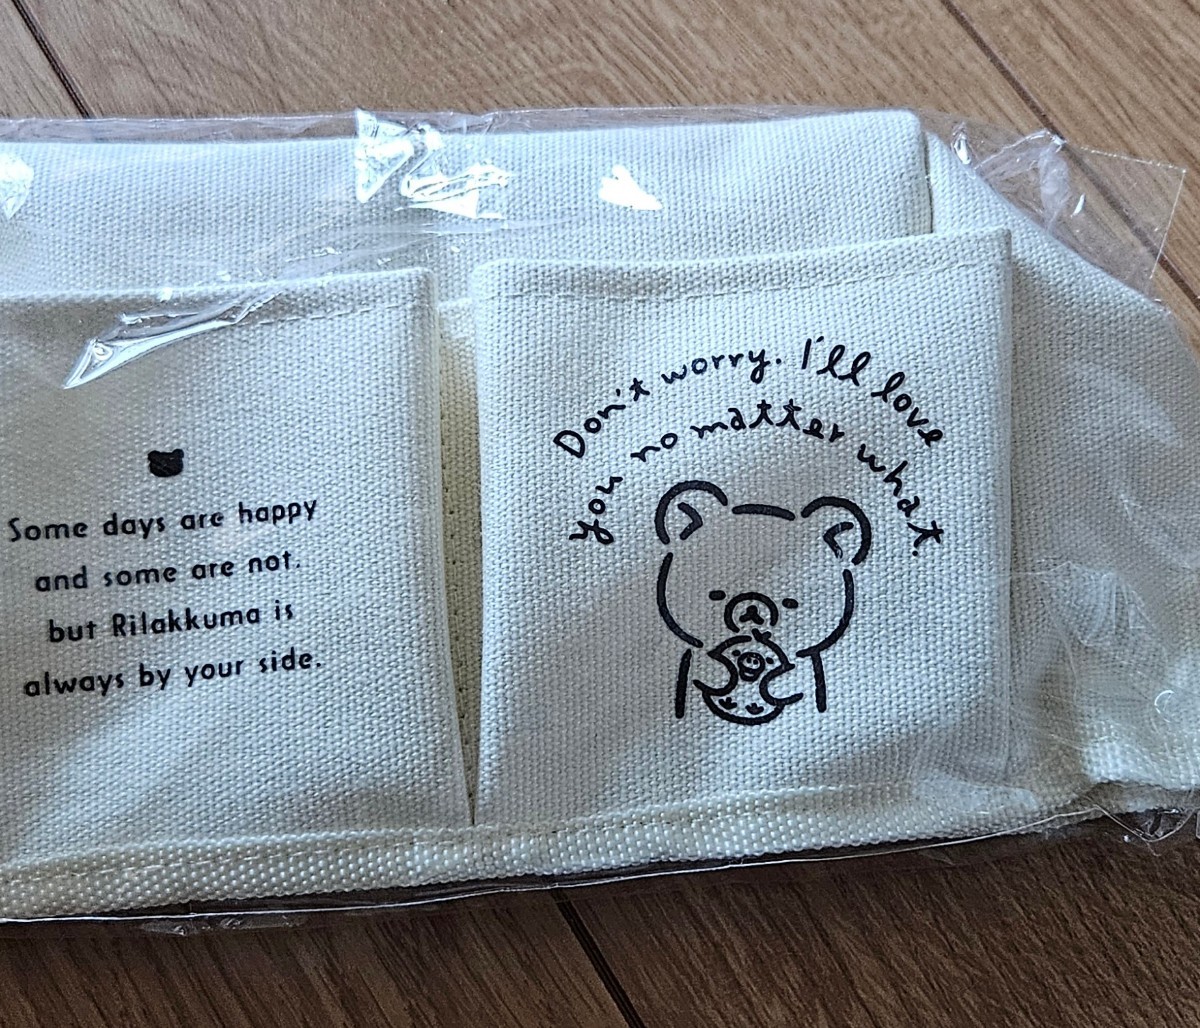 Some days are happy
and some are not.
but Rilakkuma is
always by your side.
Don't worry. I'll love
you no matter what.